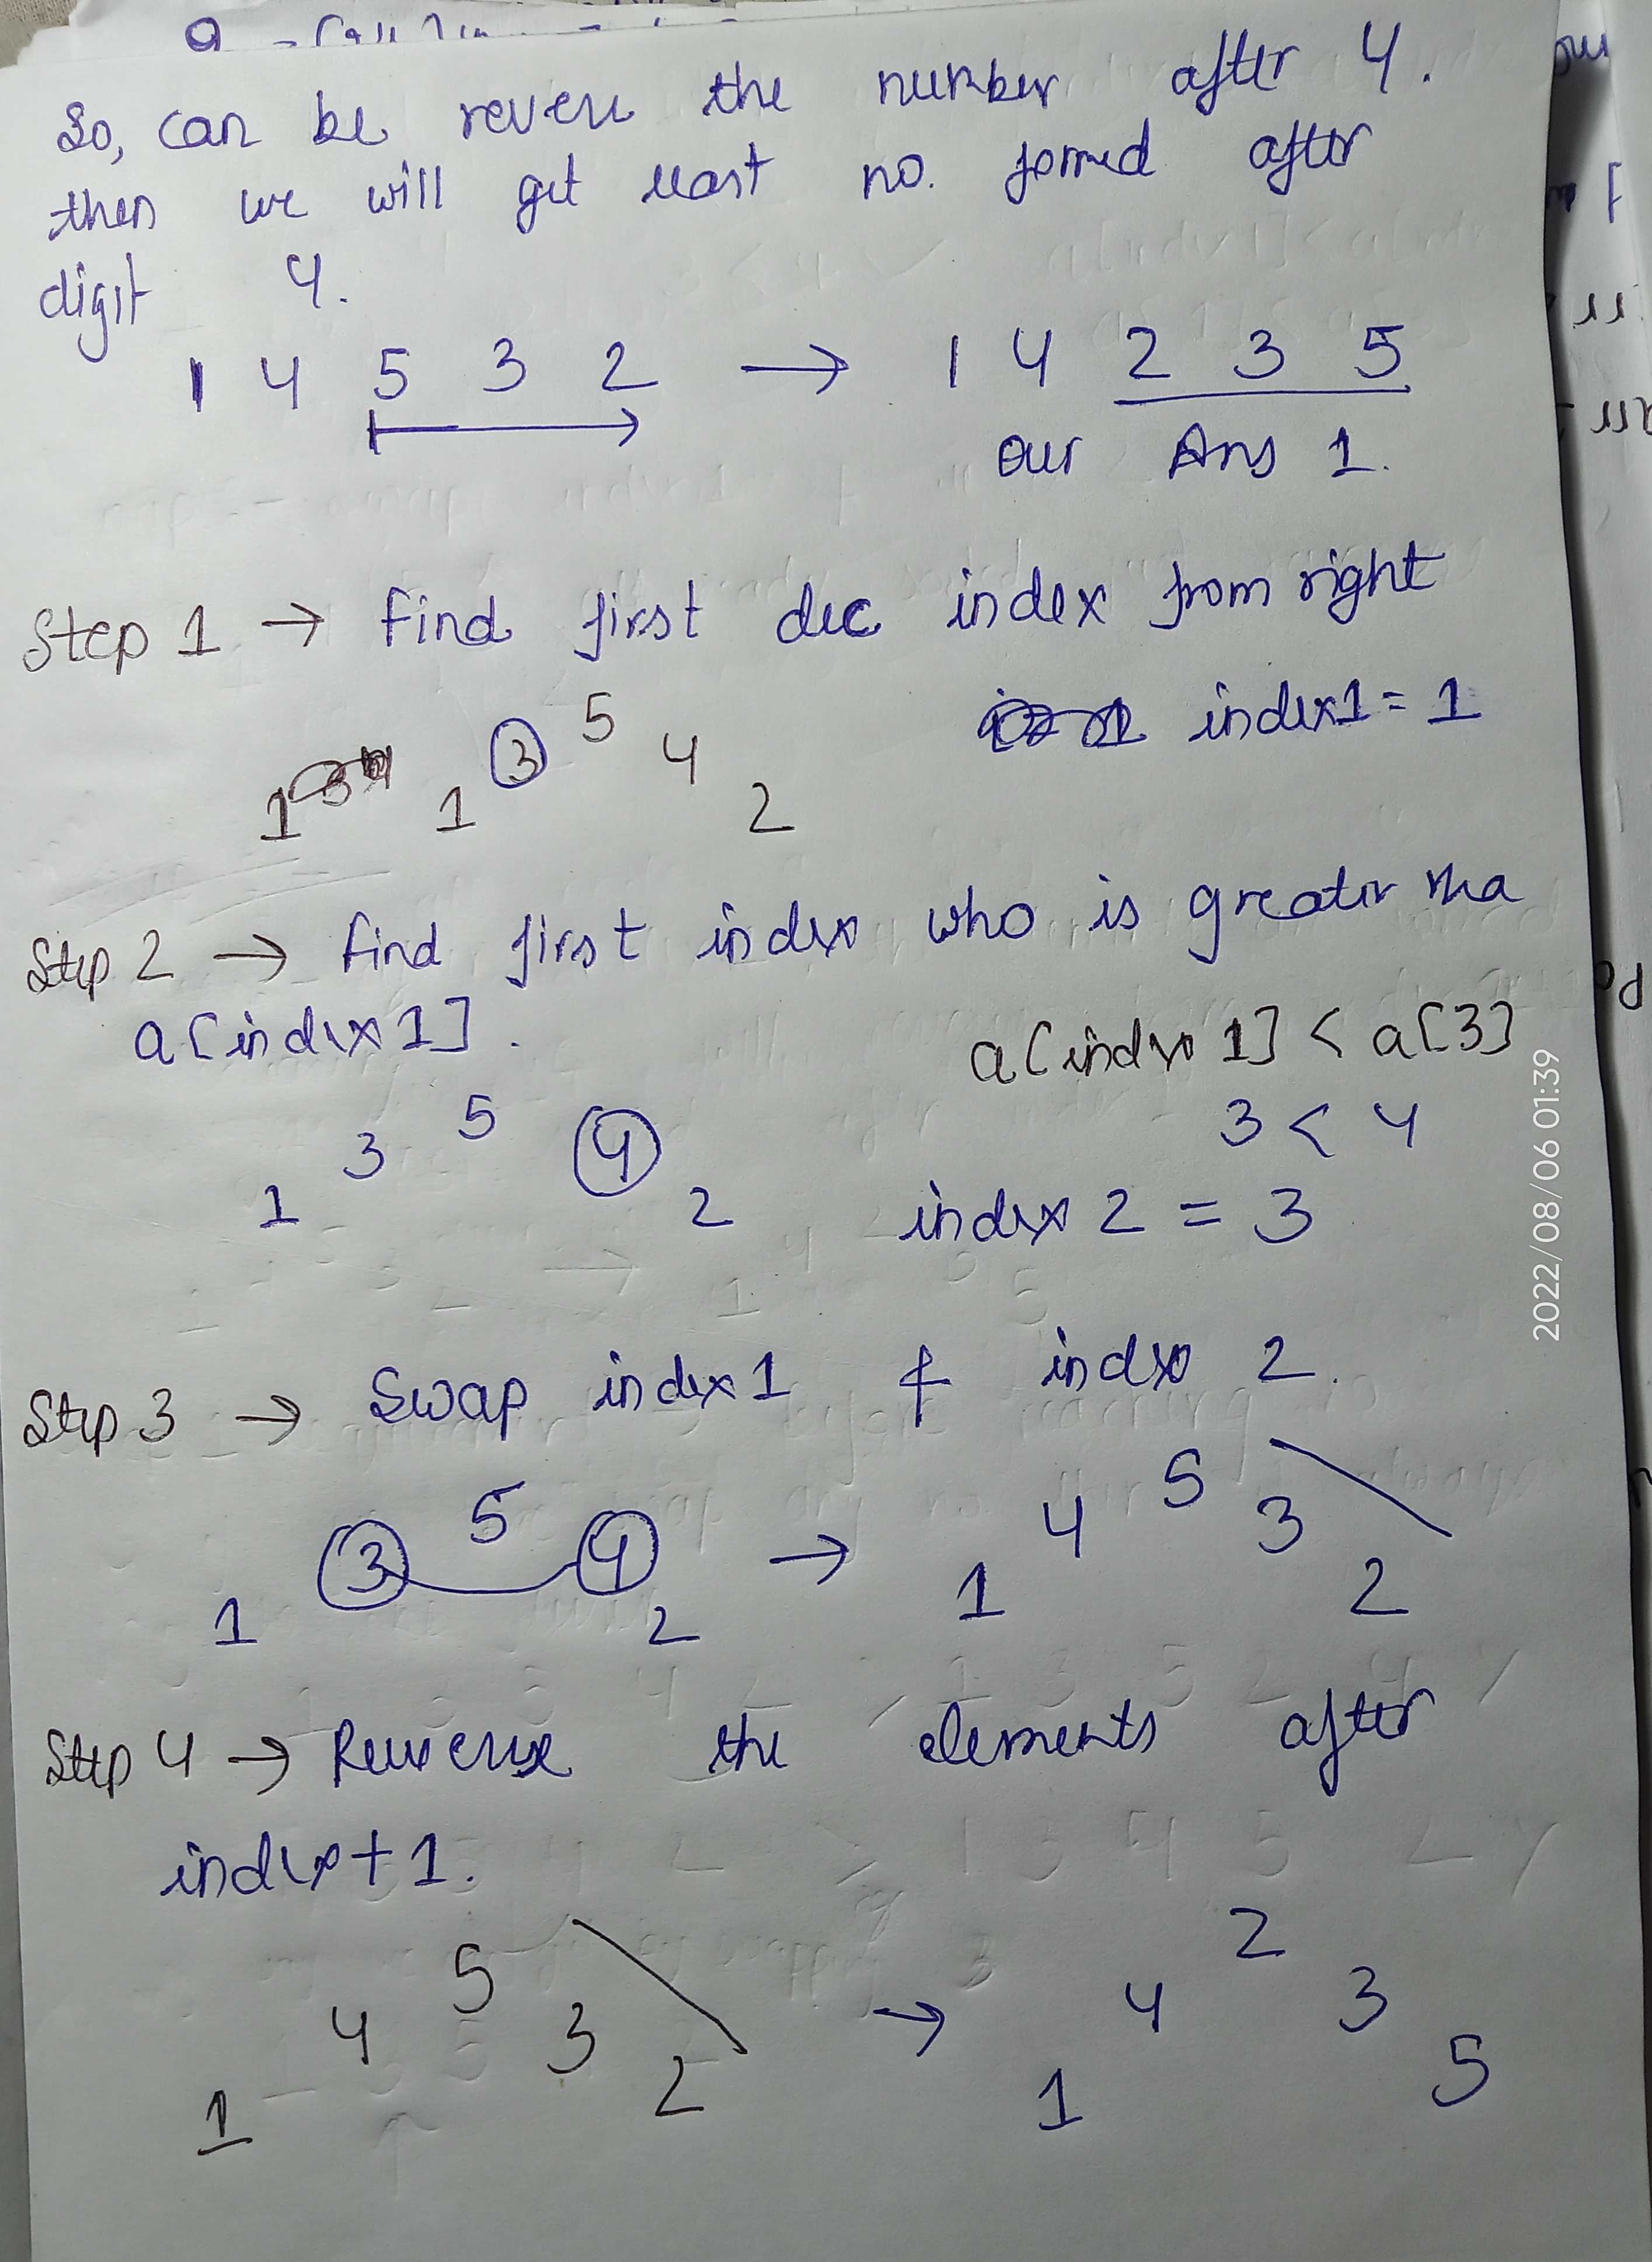 So, can be reverse the number after 4.
then we will get least no. formed after
digit 4.
1 4 5 3 2 → 1 4 2 3 5
our Ans 1.
Step 1 → find first dec index from right
index1 = 1
1 3 5 4 2
Step 2 → find first index who is greater tha
a[index 1].
a[index 1] < a[3]
3 < 4
1 3 5 4 2
index 2 = 3
Step 3 → Swap index1 & index 2.
1 3 5 4 2 → 1 4 5 3 2
Step 4 → Reverse the elements after
index+1.
1 4 5 3 2 → 1 4 2 3 5
2022/08/06 01:39